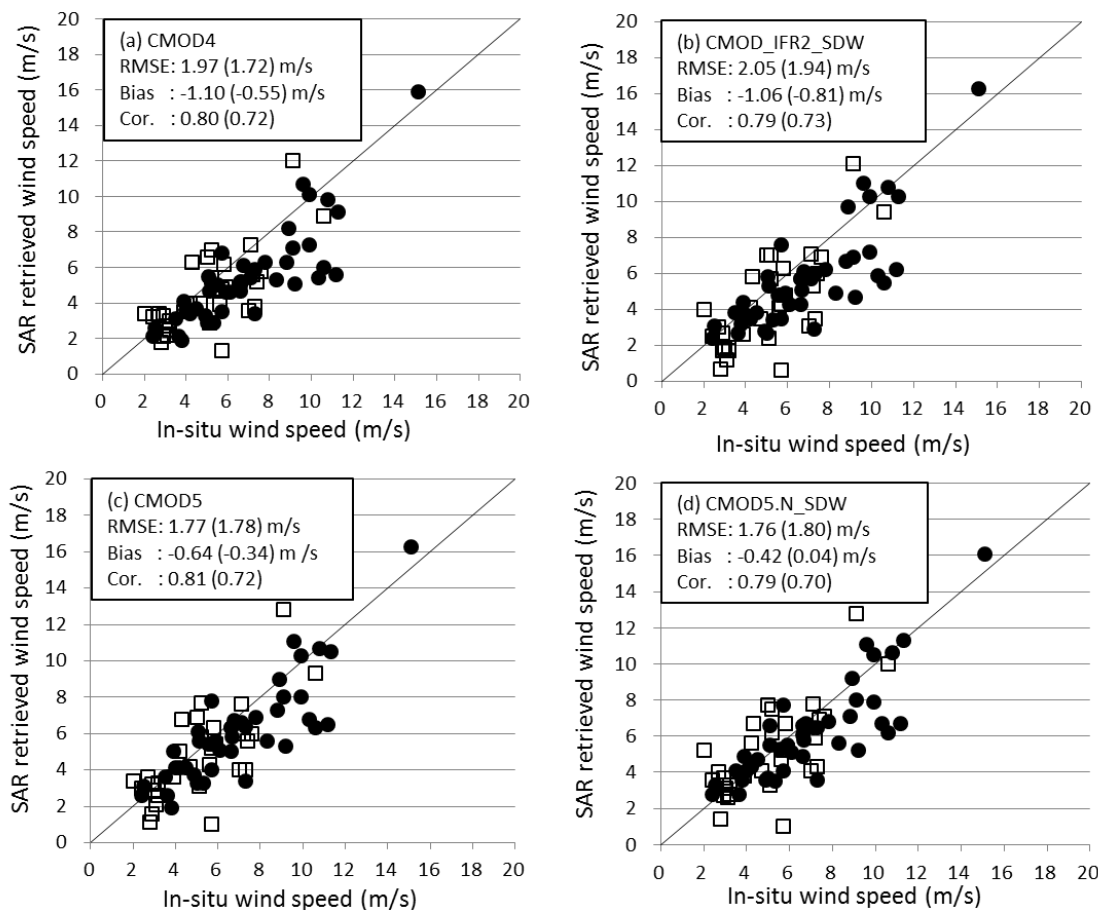 20
18
16
14
12
10
8
6
4
2
0
SAR retrieved wind speed (m/s)
(a) CMOD4
RMSE: 1.97 (1.72) m/s
Bias : -1.10 (-0.55) m/s
Cor. : 0.80 (0.72)
0 2 4 6 8 10 12 14 16 18 20
In-situ wind speed (m/s)
20
18
16
14
12
10
8
6
4
2
0
SAR retrieved wind speed (m/s)
(b) CMOD_IFR2_SDW
RMSE: 2.05 (1.94) m/s
Bias : -1.06 (-0.81) m/s
Cor. : 0.79 (0.73)
0 2 4 6 8 10 12 14 16 18 20
In-situ wind speed (m/s)
20
18
16
14
12
10
8
6
4
2
0
SAR retrieved wind speed (m/s)
(c) CMOD5
RMSE: 1.77 (1.78) m/s
Bias : -0.64 (-0.34) m /s
Cor. : 0.81 (0.72)
0 2 4 6 8 10 12 14 16 18 20
In-situ wind speed (m/s)
20
18
16
14
12
10
8
6
4
2
0
SAR retrieved wind speed (m/s)
(d) CMOD5.N_SDW
RMSE: 1.76 (1.80) m/s
Bias : -0.42 (0.04) m/s
Cor. : 0.79 (0.70)
0 2 4 6 8 10 12 14 16 18 20
In-situ wind speed (m/s)